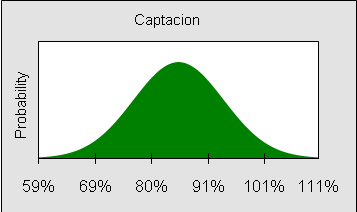 Captacion
Probability
59% 69% 80% 91% 101% 111%